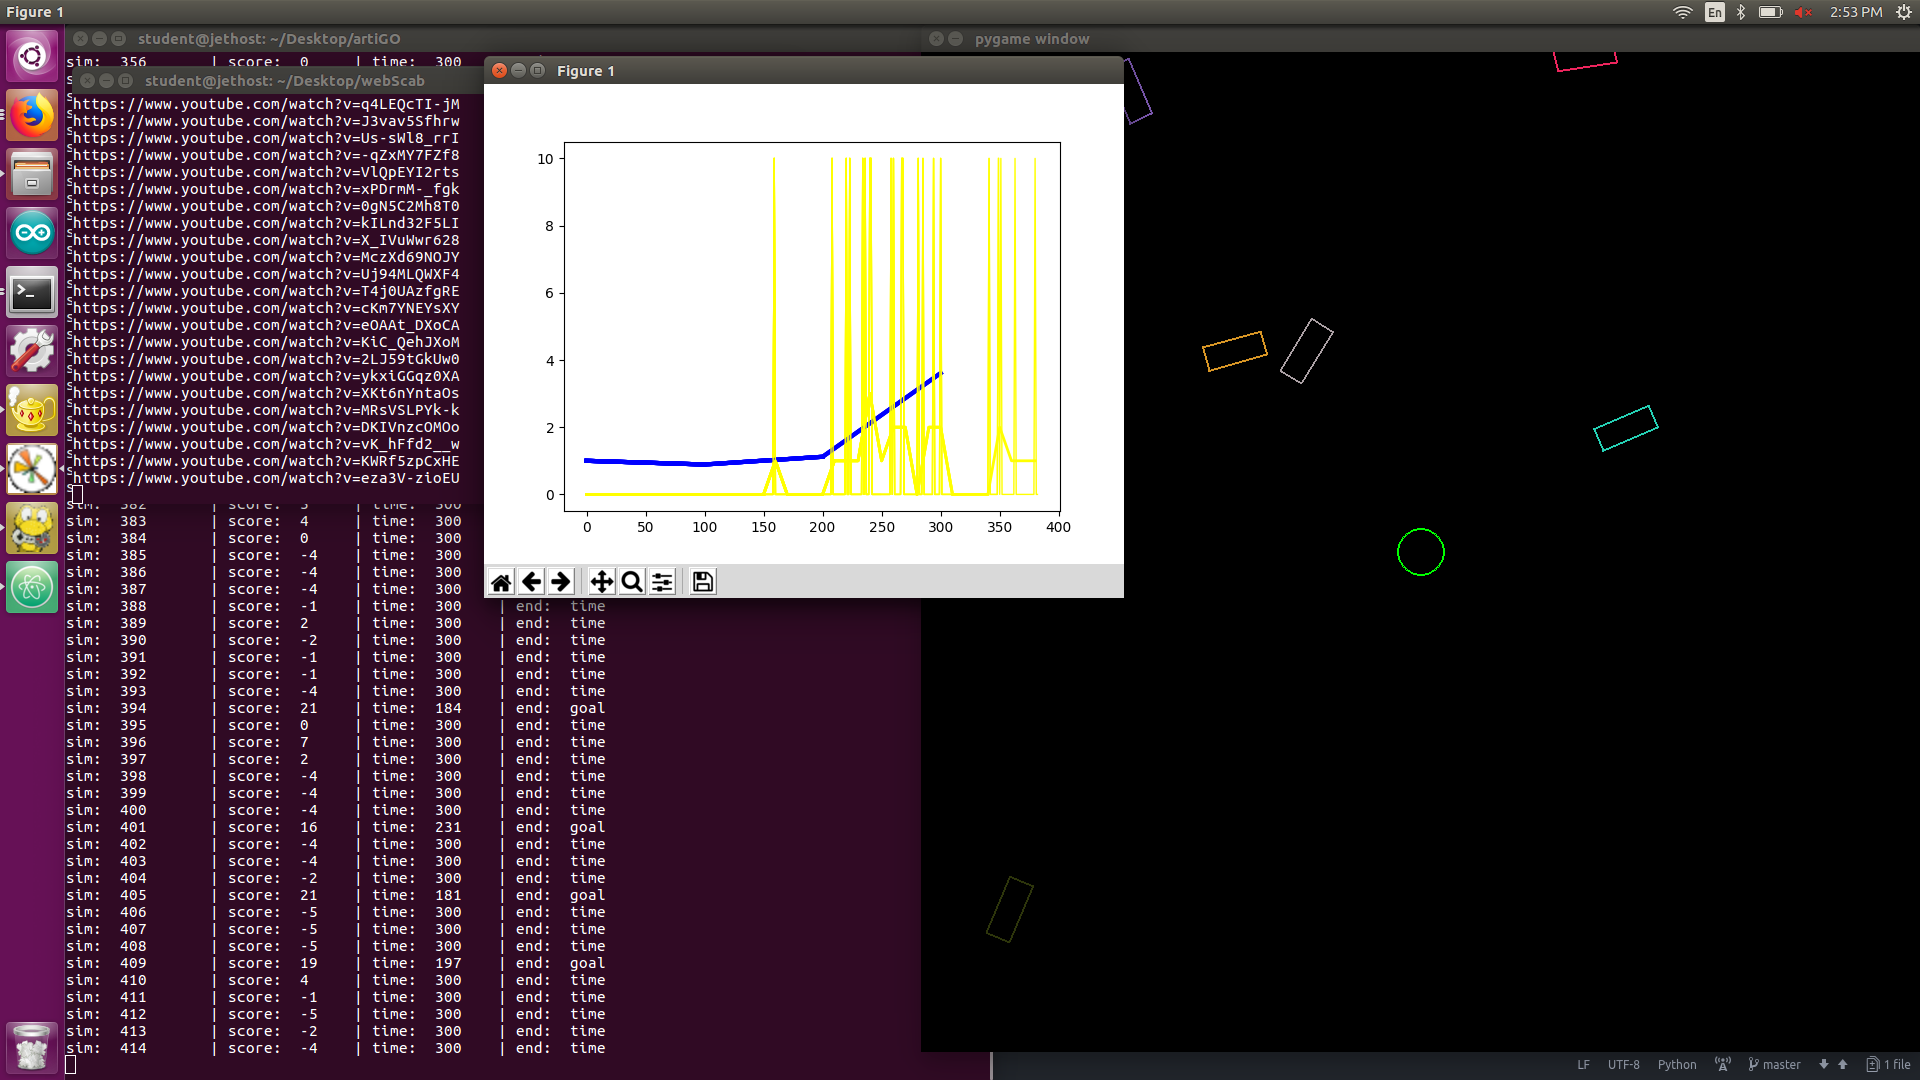 Figure 1
En
2:53 PM
student@jethost: ~/Desktop/artiGO
sim: 356 | score: 0 | time: 300
student@jethost: ~/Desktop/webScab
https://www.youtube.com/watch?v=q4LEQcTI-jM
https://www.youtube.com/watch?v=J3vav5Sfhrw
https://www.youtube.com/watch?v=Us-sWl8_rrI
https://www.youtube.com/watch?v=-qZxMY7FZf8
https://www.youtube.com/watch?v=VlQpEYI2rts
https://www.youtube.com/watch?v=xPDrmM-_fgk
https://www.youtube.com/watch?v=0gN5C2Mh8T0
https://www.youtube.com/watch?v=kILnd32F5LI
https://www.youtube.com/watch?v=X_IVuWwr628
https://www.youtube.com/watch?v=MczXd69NOJY
https://www.youtube.com/watch?v=Uj94MLQWXF4
https://www.youtube.com/watch?v=T4j0UAzfgRE
https://www.youtube.com/watch?v=cKm7YNEYsXY
https://www.youtube.com/watch?v=eOAAt_DXoCA
https://www.youtube.com/watch?v=KiC_QehJXoM
https://www.youtube.com/watch?v=2LJ59tGkUw0
https://www.youtube.com/watch?v=ykxiGGqz0XA
https://www.youtube.com/watch?v=XKt6nYntaOs
https://www.youtube.com/watch?v=MRsVSLPYk-k
https://www.youtube.com/watch?v=DKIVnzcOMOo
https://www.youtube.com/watch?v=vK_hFfd2__w
https://www.youtube.com/watch?v=KWRf5zpCxHE
https://www.youtube.com/watch?v=eza3V-zioEU
sim: 383 | score: 4 | time: 300
sim: 384 | score: 0 | time: 300
sim: 385 | score: -4 | time: 300
sim: 386 | score: -4 | time: 300
sim: 387 | score: -4 | time: 300
sim: 388 | score: -1 | time: 300 | end: time
sim: 389 | score: 2 | time: 300 | end: time
sim: 390 | score: -2 | time: 300 | end: time
sim: 391 | score: -1 | time: 300 | end: time
sim: 392 | score: -1 | time: 300 | end: time
sim: 393 | score: -4 | time: 300 | end: time
sim: 394 | score: 21 | time: 184 | end: goal
sim: 395 | score: 0 | time: 300 | end: time
sim: 396 | score: 7 | time: 300 | end: time
sim: 397 | score: 2 | time: 300 | end: time
sim: 398 | score: -4 | time: 300 | end: time
sim: 399 | score: -4 | time: 300 | end: time
sim: 400 | score: -4 | time: 300 | end: time
sim: 401 | score: 16 | time: 231 | end: goal
sim: 402 | score: -4 | time: 300 | end: time
sim: 403 | score: -4 | time: 300 | end: time
sim: 404 | score: -2 | time: 300 | end: time
sim: 405 | score: 21 | time: 181 | end: goal
sim: 406 | score: -5 | time: 300 | end: time
sim: 407 | score: -5 | time: 300 | end: time
sim: 408 | score: -5 | time: 300 | end: time
sim: 409 | score: 19 | time: 197 | end: goal
sim: 410 | score: 4 | time: 300 | end: time
sim: 411 | score: -1 | time: 300 | end: time
sim: 412 | score: -5 | time: 300 | end: time
sim: 413 | score: -2 | time: 300 | end: time
sim: 414 | score: -4 | time: 300 | end: time
Figure 1
10
8
6
4
2
0
0 50 100 150 200 250 300 350 400
pygame window
LF UTF-8 Python master 1 file